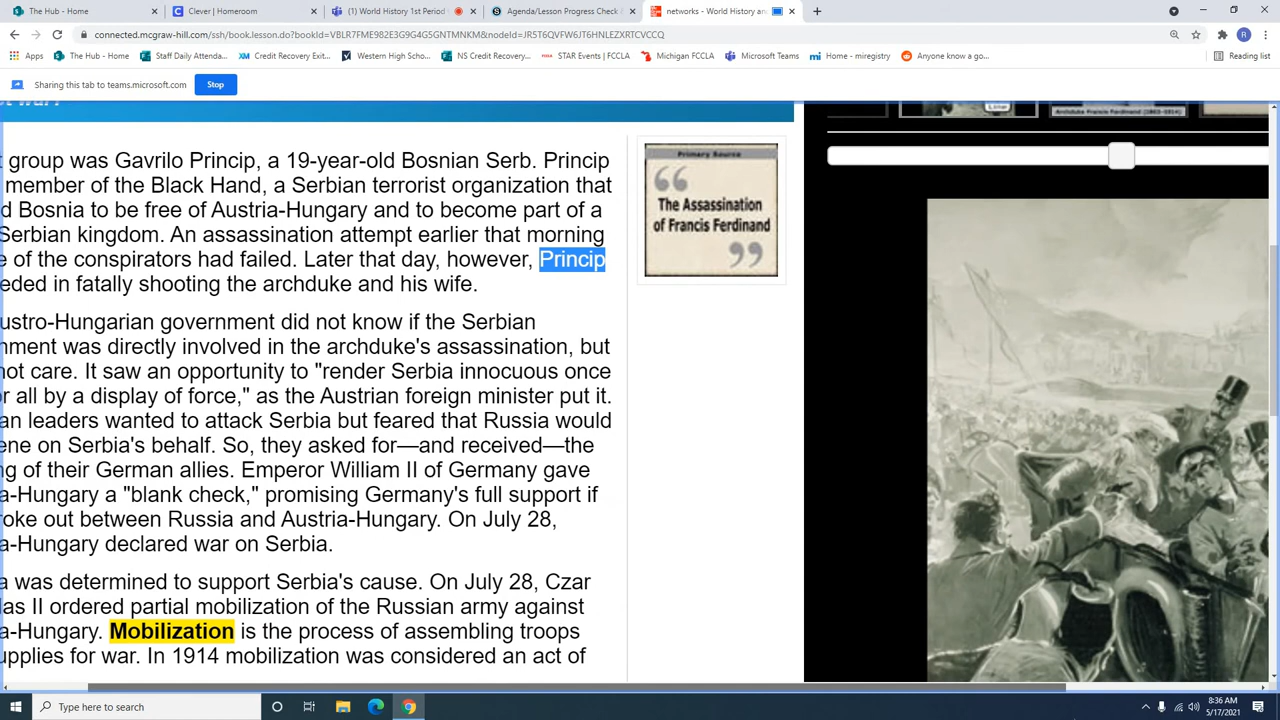 The Hub - Home
Clever | Homeroom
(1) World History 1st Period
Agenda/Lesson Progress Check &
networks - World History and
connected.mcgraw-hill.com/ssh/book.lesson.do?bookId=VBLR7FME982E3G9G4G5GNTMNKM&nodeId=JR5T6QVFW6JT6HNLEZXRTCVCCQ
Apps
The Hub - Home
Staff Daily Attenda...
Credit Recovery Exit...
Western High Scho...
NS Credit Recovery...
STAR Events | FCCLA
Michigan FCCLA
Microsoft Teams
Home - miregistry
Anyone know a go...
Reading list
Sharing this tab to teams.microsoft.com
Stop
t group was Gavrilo Princip, a 19-year-old Bosnian Serb. Princip
member of the Black Hand, a Serbian terrorist organization that
d Bosnia to be free of Austria-Hungary and to become part of a
Serbian kingdom. An assassination attempt earlier that morning
e of the conspirators had failed. Later that day, however, Princip
eded in fatally shooting the archduke and his wife.
ustro-Hungarian government did not know if the Serbian
nment was directly involved in the archduke's assassination, but
not care. It saw an opportunity to "render Serbia innocuous once
r all by a display of force," as the Austrian foreign minister put it.
an leaders wanted to attack Serbia but feared that Russia would
ene on Serbia's behalf. So, they asked for—and received—the
ng of their German allies. Emperor William II of Germany gave
a-Hungary a "blank check," promising Germany's full support if
roke out between Russia and Austria-Hungary. On July 28,
a-Hungary declared war on Serbia.
a was determined to support Serbia's cause. On July 28, Czar
las II ordered partial mobilization of the Russian army against
a-Hungary. Mobilization is the process of assembling troops
upplies for war. In 1914 mobilization was considered an act of
Primary Source
The Assassination
of Francis Ferdinand
Archduke Francis Ferdinand (1863-1914)
Type here to search
8:36 AM
5/17/2021